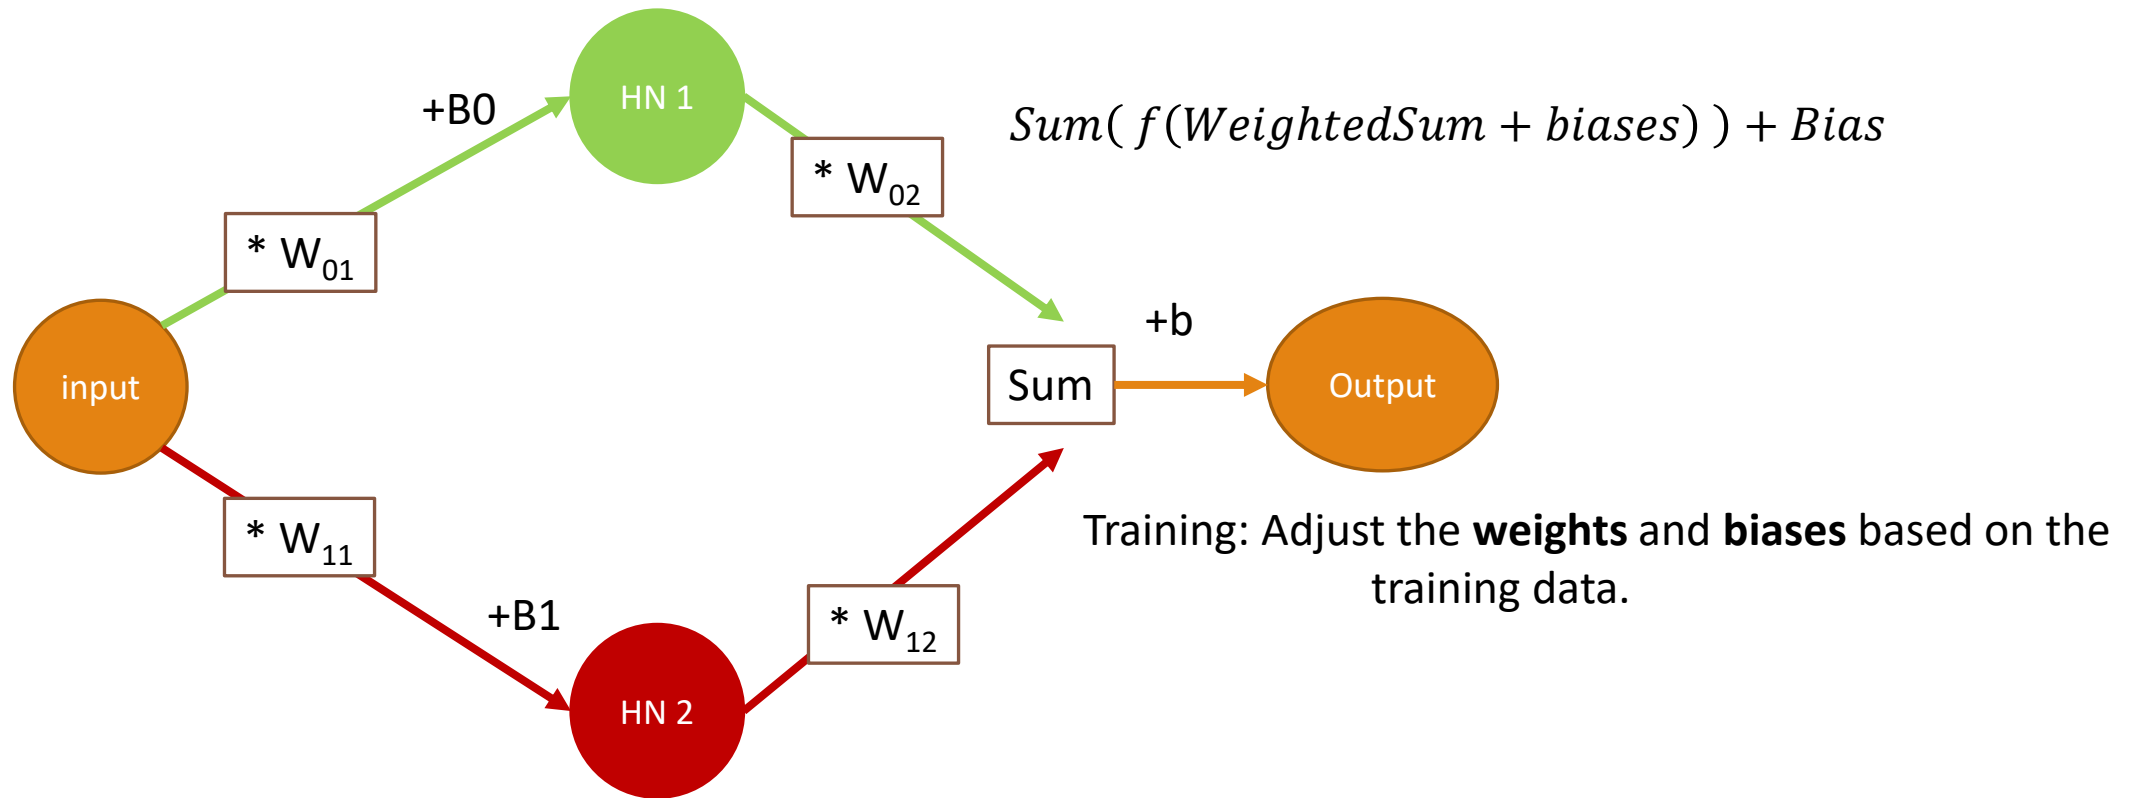 +B0
HN 1
Sum( f(WeightedSum + biases) ) + Bias
* W₀₂
* W₀₁
+b
input
Sum
Output
* W₁₁
Training: Adjust the weights and biases based on the
training data.
+B1
* W₁₂
HN 2